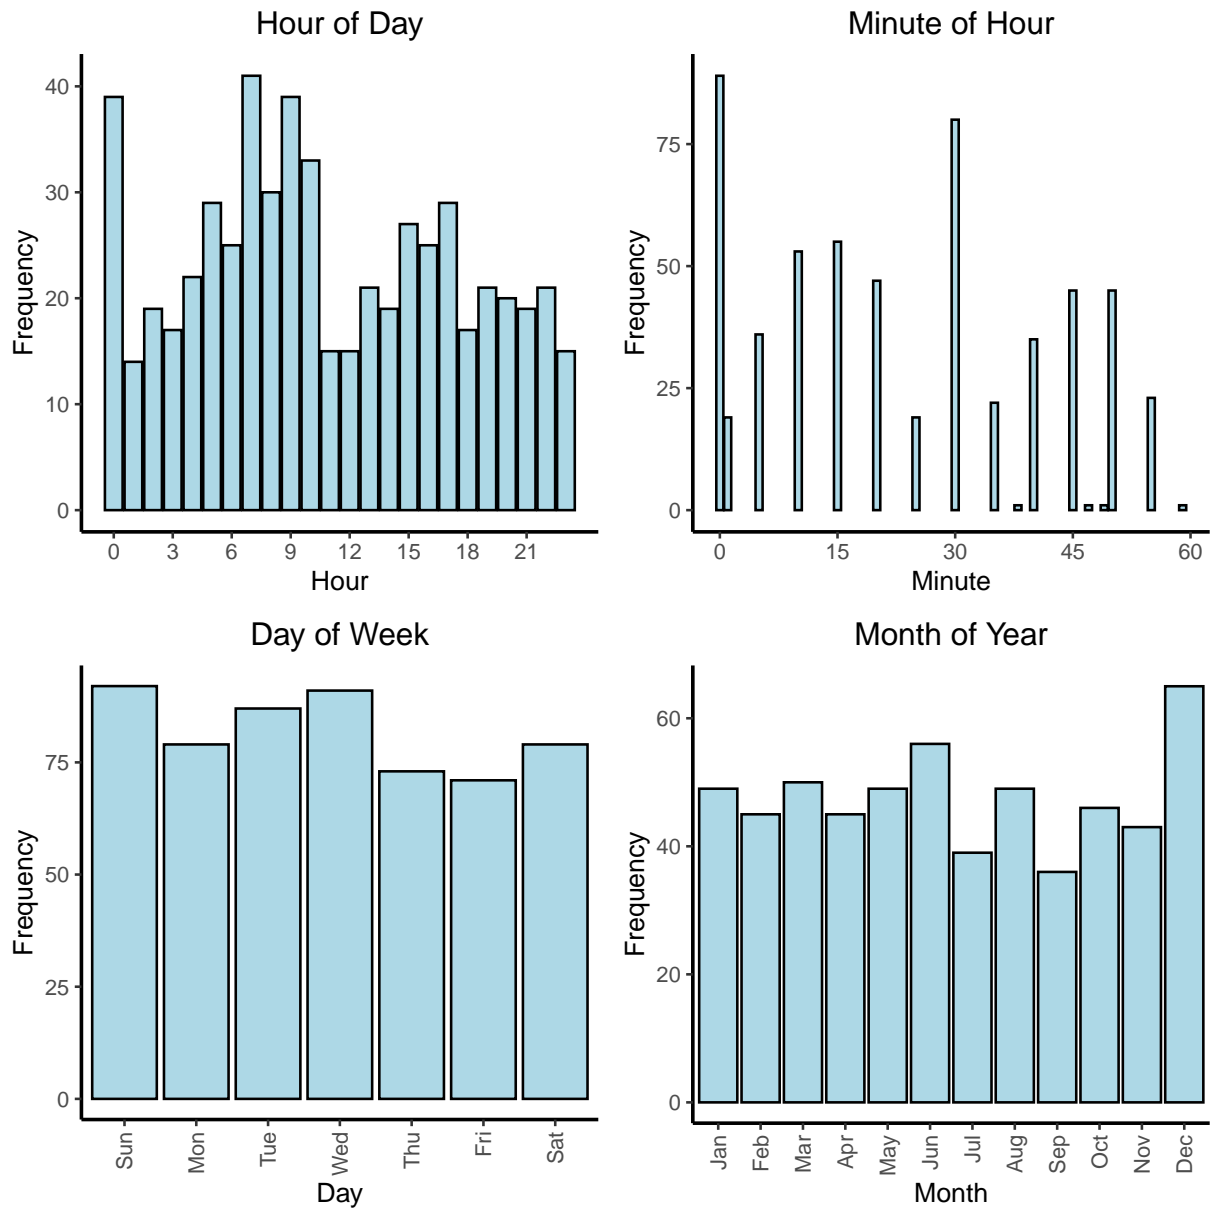 Hour of Day
Frequency
40
30
20
10
0
0 3 6 9 12 15 18 21
Hour
Minute of Hour
Frequency
75
50
25
0
0 15 30 45 60
Minute
Day of Week
Frequency
75
50
25
0
Sun Mon Tue Wed Thu Fri Sat
Day
Month of Year
Frequency
60
40
20
0
Jan Feb Mar Apr May Jun Jul Aug Sep Oct Nov Dec
Month